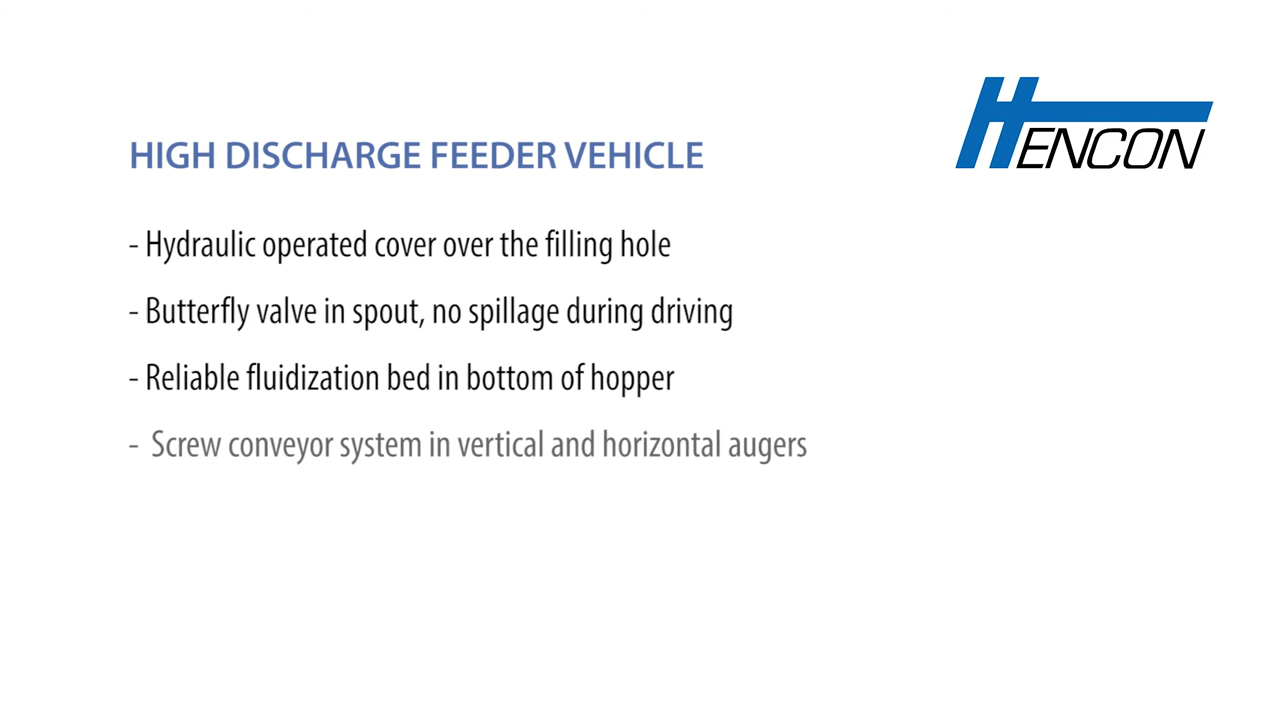 HENCON
HIGH DISCHARGE FEEDER VEHICLE
- Hydraulic operated cover over the filling hole
- Butterfly valve in spout, no spillage during driving
- Reliable fluidization bed in bottom of hopper
- Screw conveyor system in vertical and horizontal augers